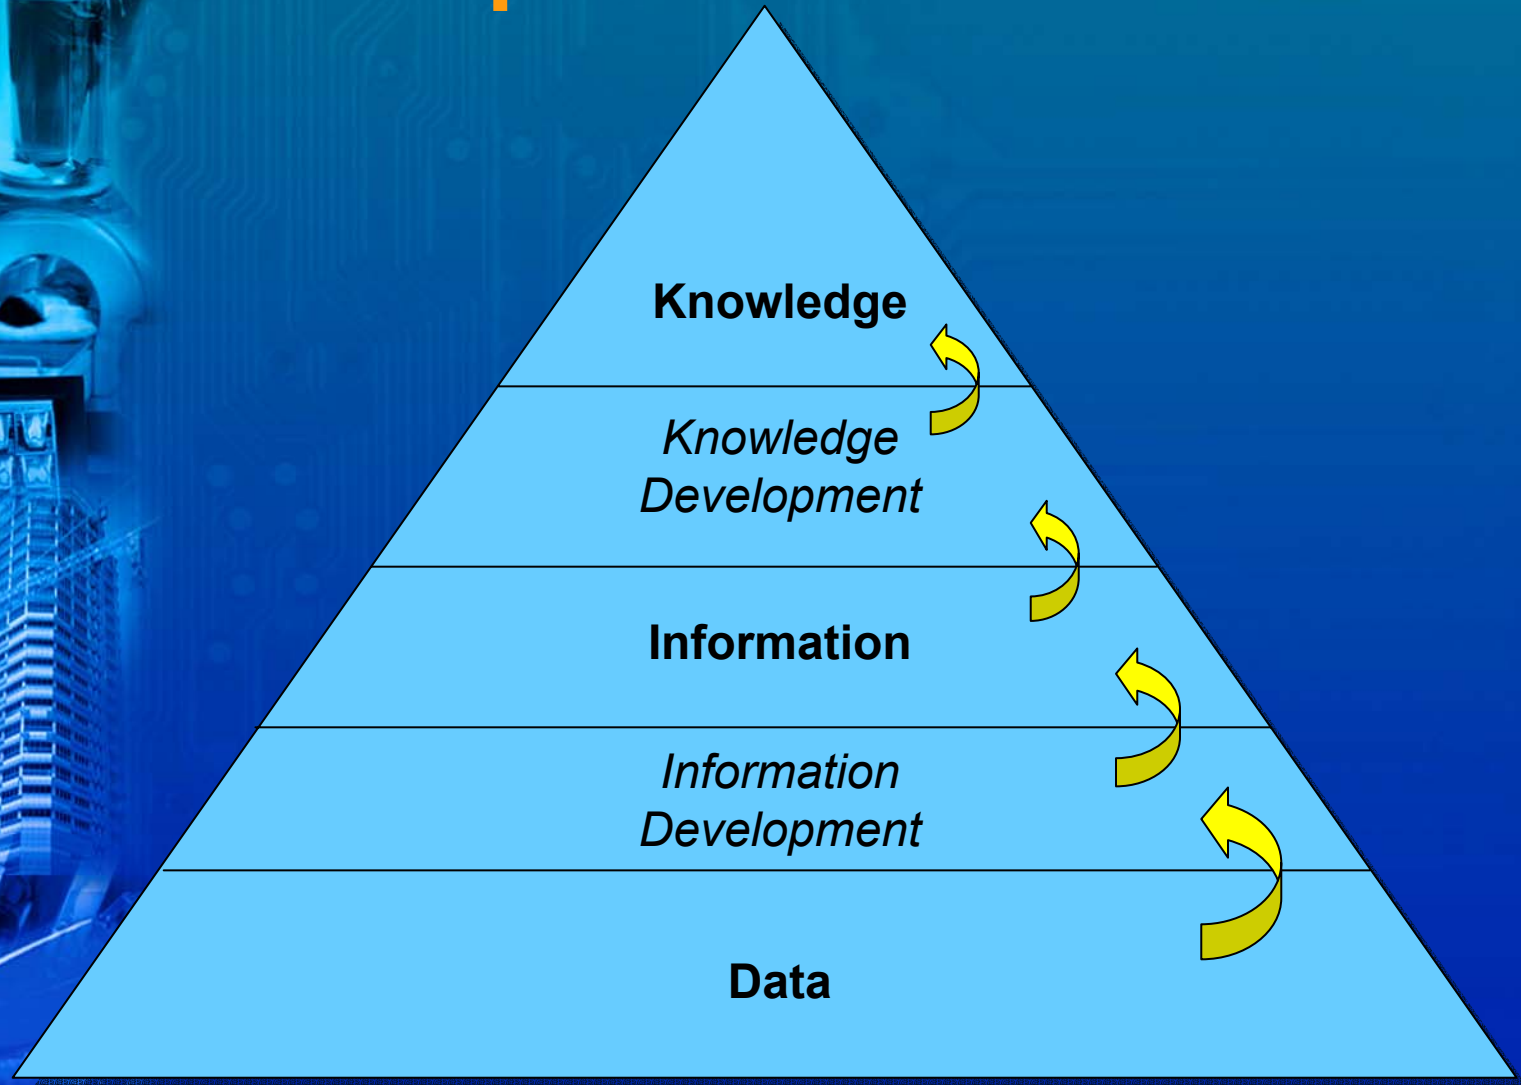 Knowledge
Knowledge
Development
Information
Information
Development
Data